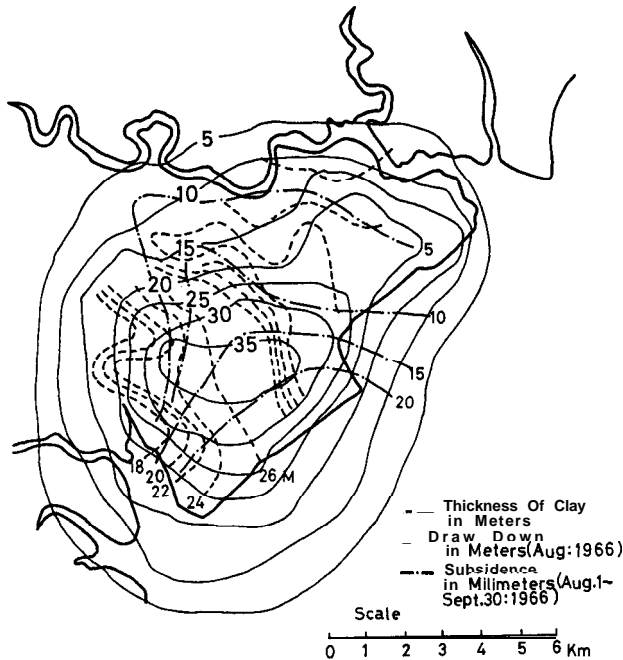 5
10
15
20
25
30
35
5
10
15
20
18
20
22
24
26 M
Thickness Of Clay
in Meters
Draw Down
in Meters(Aug:1966)
Subsidence
in Milimeters(Aug.1~
Sept.30:1966)
Scale
0 1 2 3 4 5 6 Km